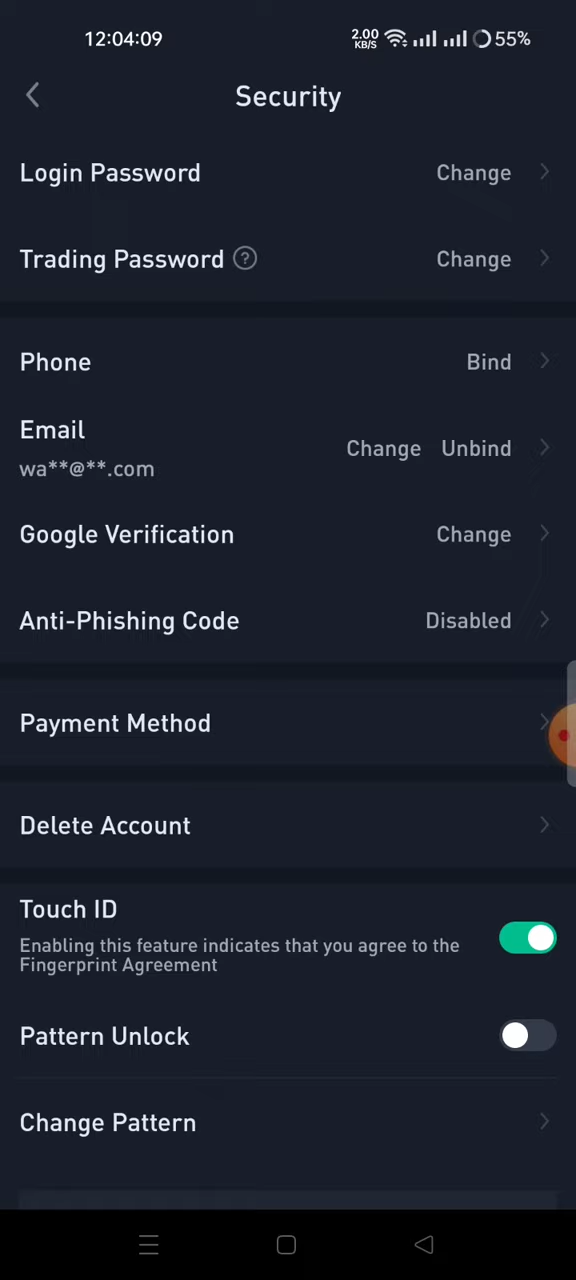 12:04:09 2.00 KB/S 55%
Security
Login Password Change
Trading Password ? Change
Phone Bind
Email
wa**@**.com Change Unbind
Google Verification Change
Anti-Phishing Code Disabled
Payment Method
Delete Account
Touch ID
Enabling this feature indicates that you agree to the
Fingerprint Agreement
Pattern Unlock
Change Pattern